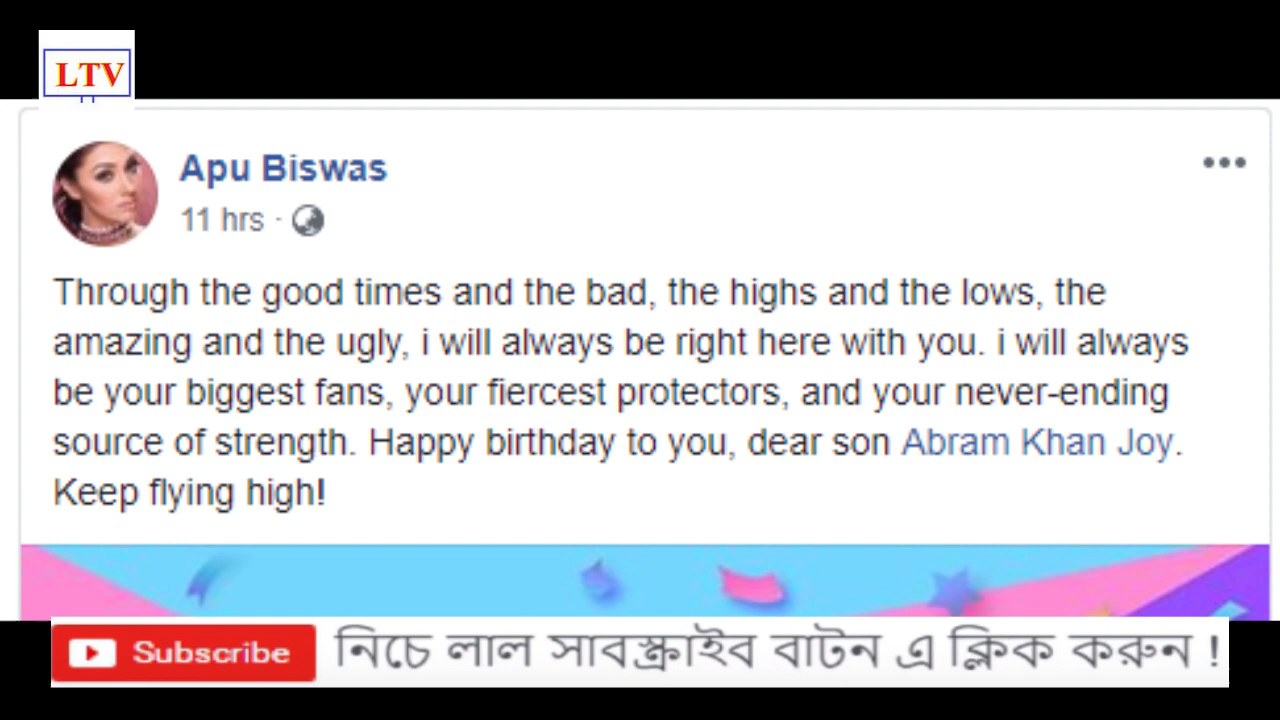 LTV
Apu Biswas
11 hrs ·
Through the good times and the bad, the highs and the lows, the
amazing and the ugly, i will always be right here with you. i will always
be your biggest fans, your fiercest protectors, and your never-ending
source of strength. Happy birthday to you, dear son Abram Khan Joy.
Keep flying high!
Subscribe নিচে লাল সাবস্ক্রাইব বাটন এ ক্লিক করুন !